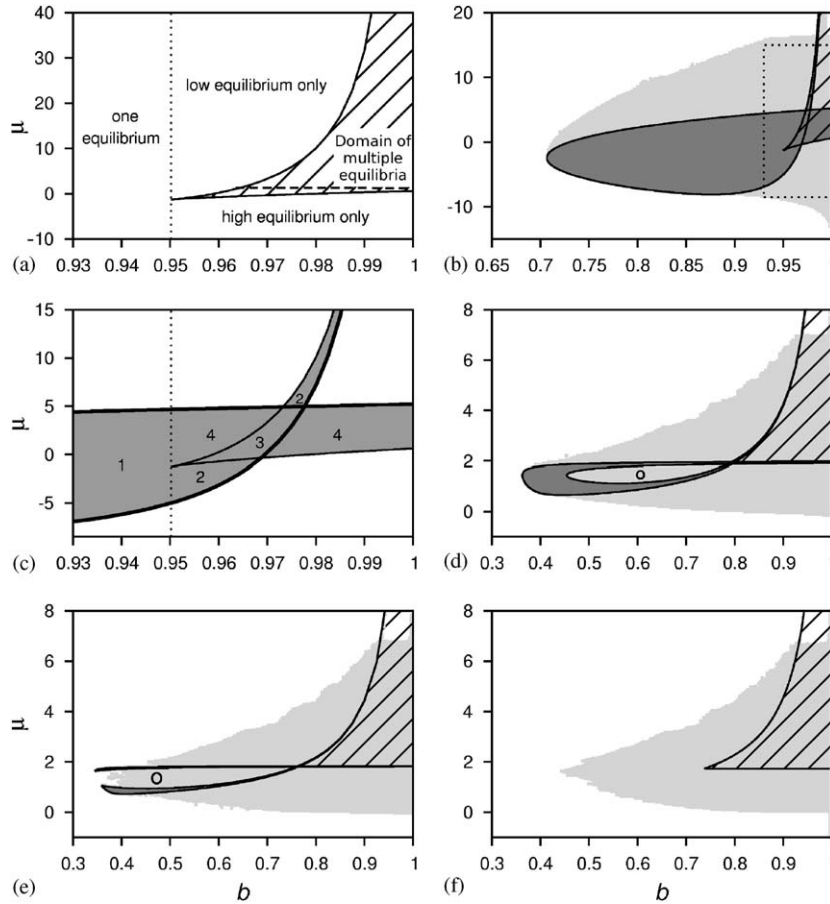 40
30
20
10
0
-10
μ
one
equilibrium
low equilibrium only
Domain of
multiple
equilibria
high equilibrium only
(a)
0.93 0.94 0.95 0.96 0.97 0.98 0.99 1
20
10
0
-10
(b)
0.65 0.7 0.75 0.8 0.85 0.9 0.95 1
15
10
5
0
-5
μ
1
2
4
3
2
4
(c)
0.93 0.94 0.95 0.96 0.97 0.98 0.99 1
8
6
4
2
0
o
(d)
0.3 0.4 0.5 0.6 0.7 0.8 0.9 1
8
6
4
2
0
μ
O
(e)
0.3 0.4 0.5 0.6 0.7 0.8 0.9 1
b
8
6
4
2
0
(f)
0.3 0.4 0.5 0.6 0.7 0.8 0.9 1
b